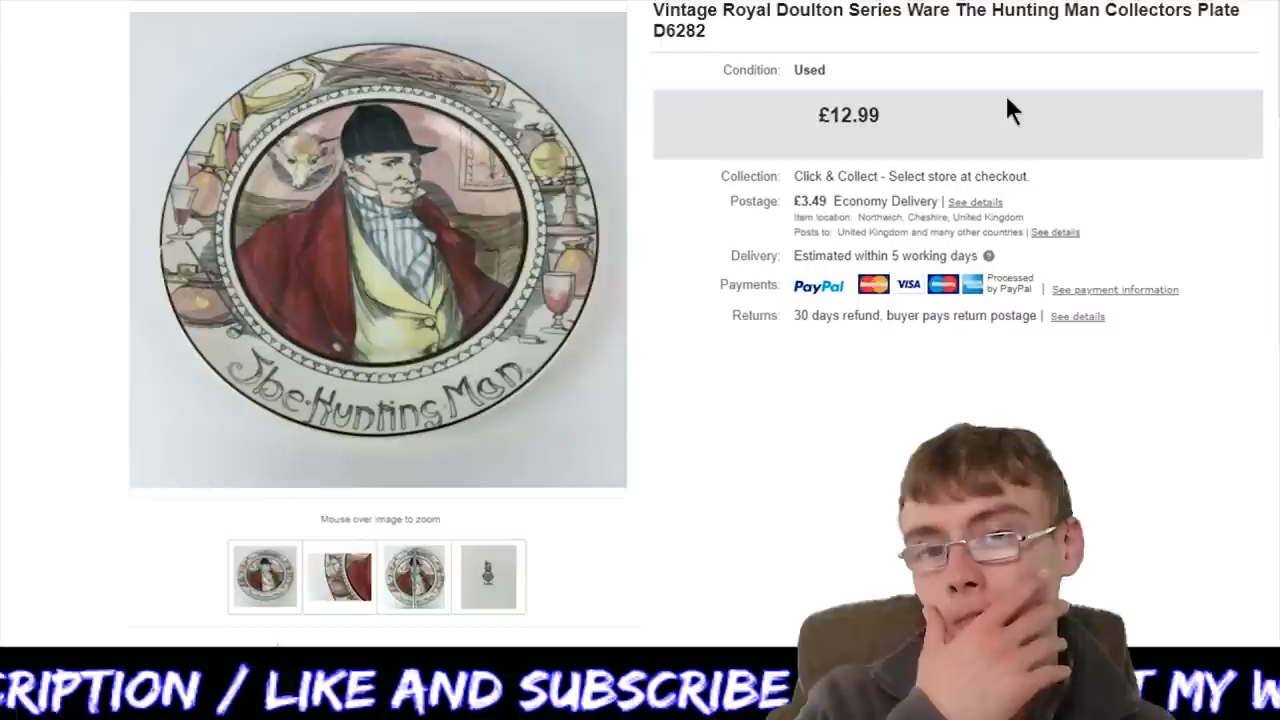 Vintage Royal Doulton Series Ware The Hunting Man Collectors Plate
D6282
Condition: Used
£12.99
Collection: Click & Collect - Select store at checkout.
Postage: £3.49 Economy Delivery | See details
Item location: Northwich, Cheshire, United Kingdom
Posts to: United Kingdom and many other countries | See details
Delivery: Estimated within 5 working days
Payments: PayPal VISA Processed by PayPal | See payment information
Returns: 30 days refund, buyer pays return postage | See details
The Hunting Man
Mouse over image to zoom
CRIPTION / LIKE AND SUBSCRIBE T MY W